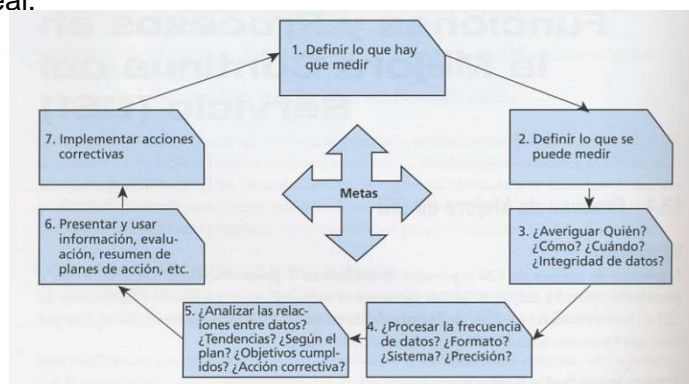 eal.
1. Definir lo que hay
que medir
7. Implementar acciones
correctivas
2. Definir lo que se
puede medir
Metas
6. Presentar y usar
información, evalu-
ación, resumen de
planes de acción, etc.
3. ¿Averiguar Quién?
¿Cómo? ¿Cuándo?
¿Integridad de datos?
5. ¿Analizar las relac-
iones entre datos?
¿Tendencias? ¿Según el
plan? ¿Objetivos cumpl-
idos? ¿Acción correctiva?
4. ¿Procesar la frecuencia
de datos? ¿Formato?
¿Sistema? ¿Precisión?